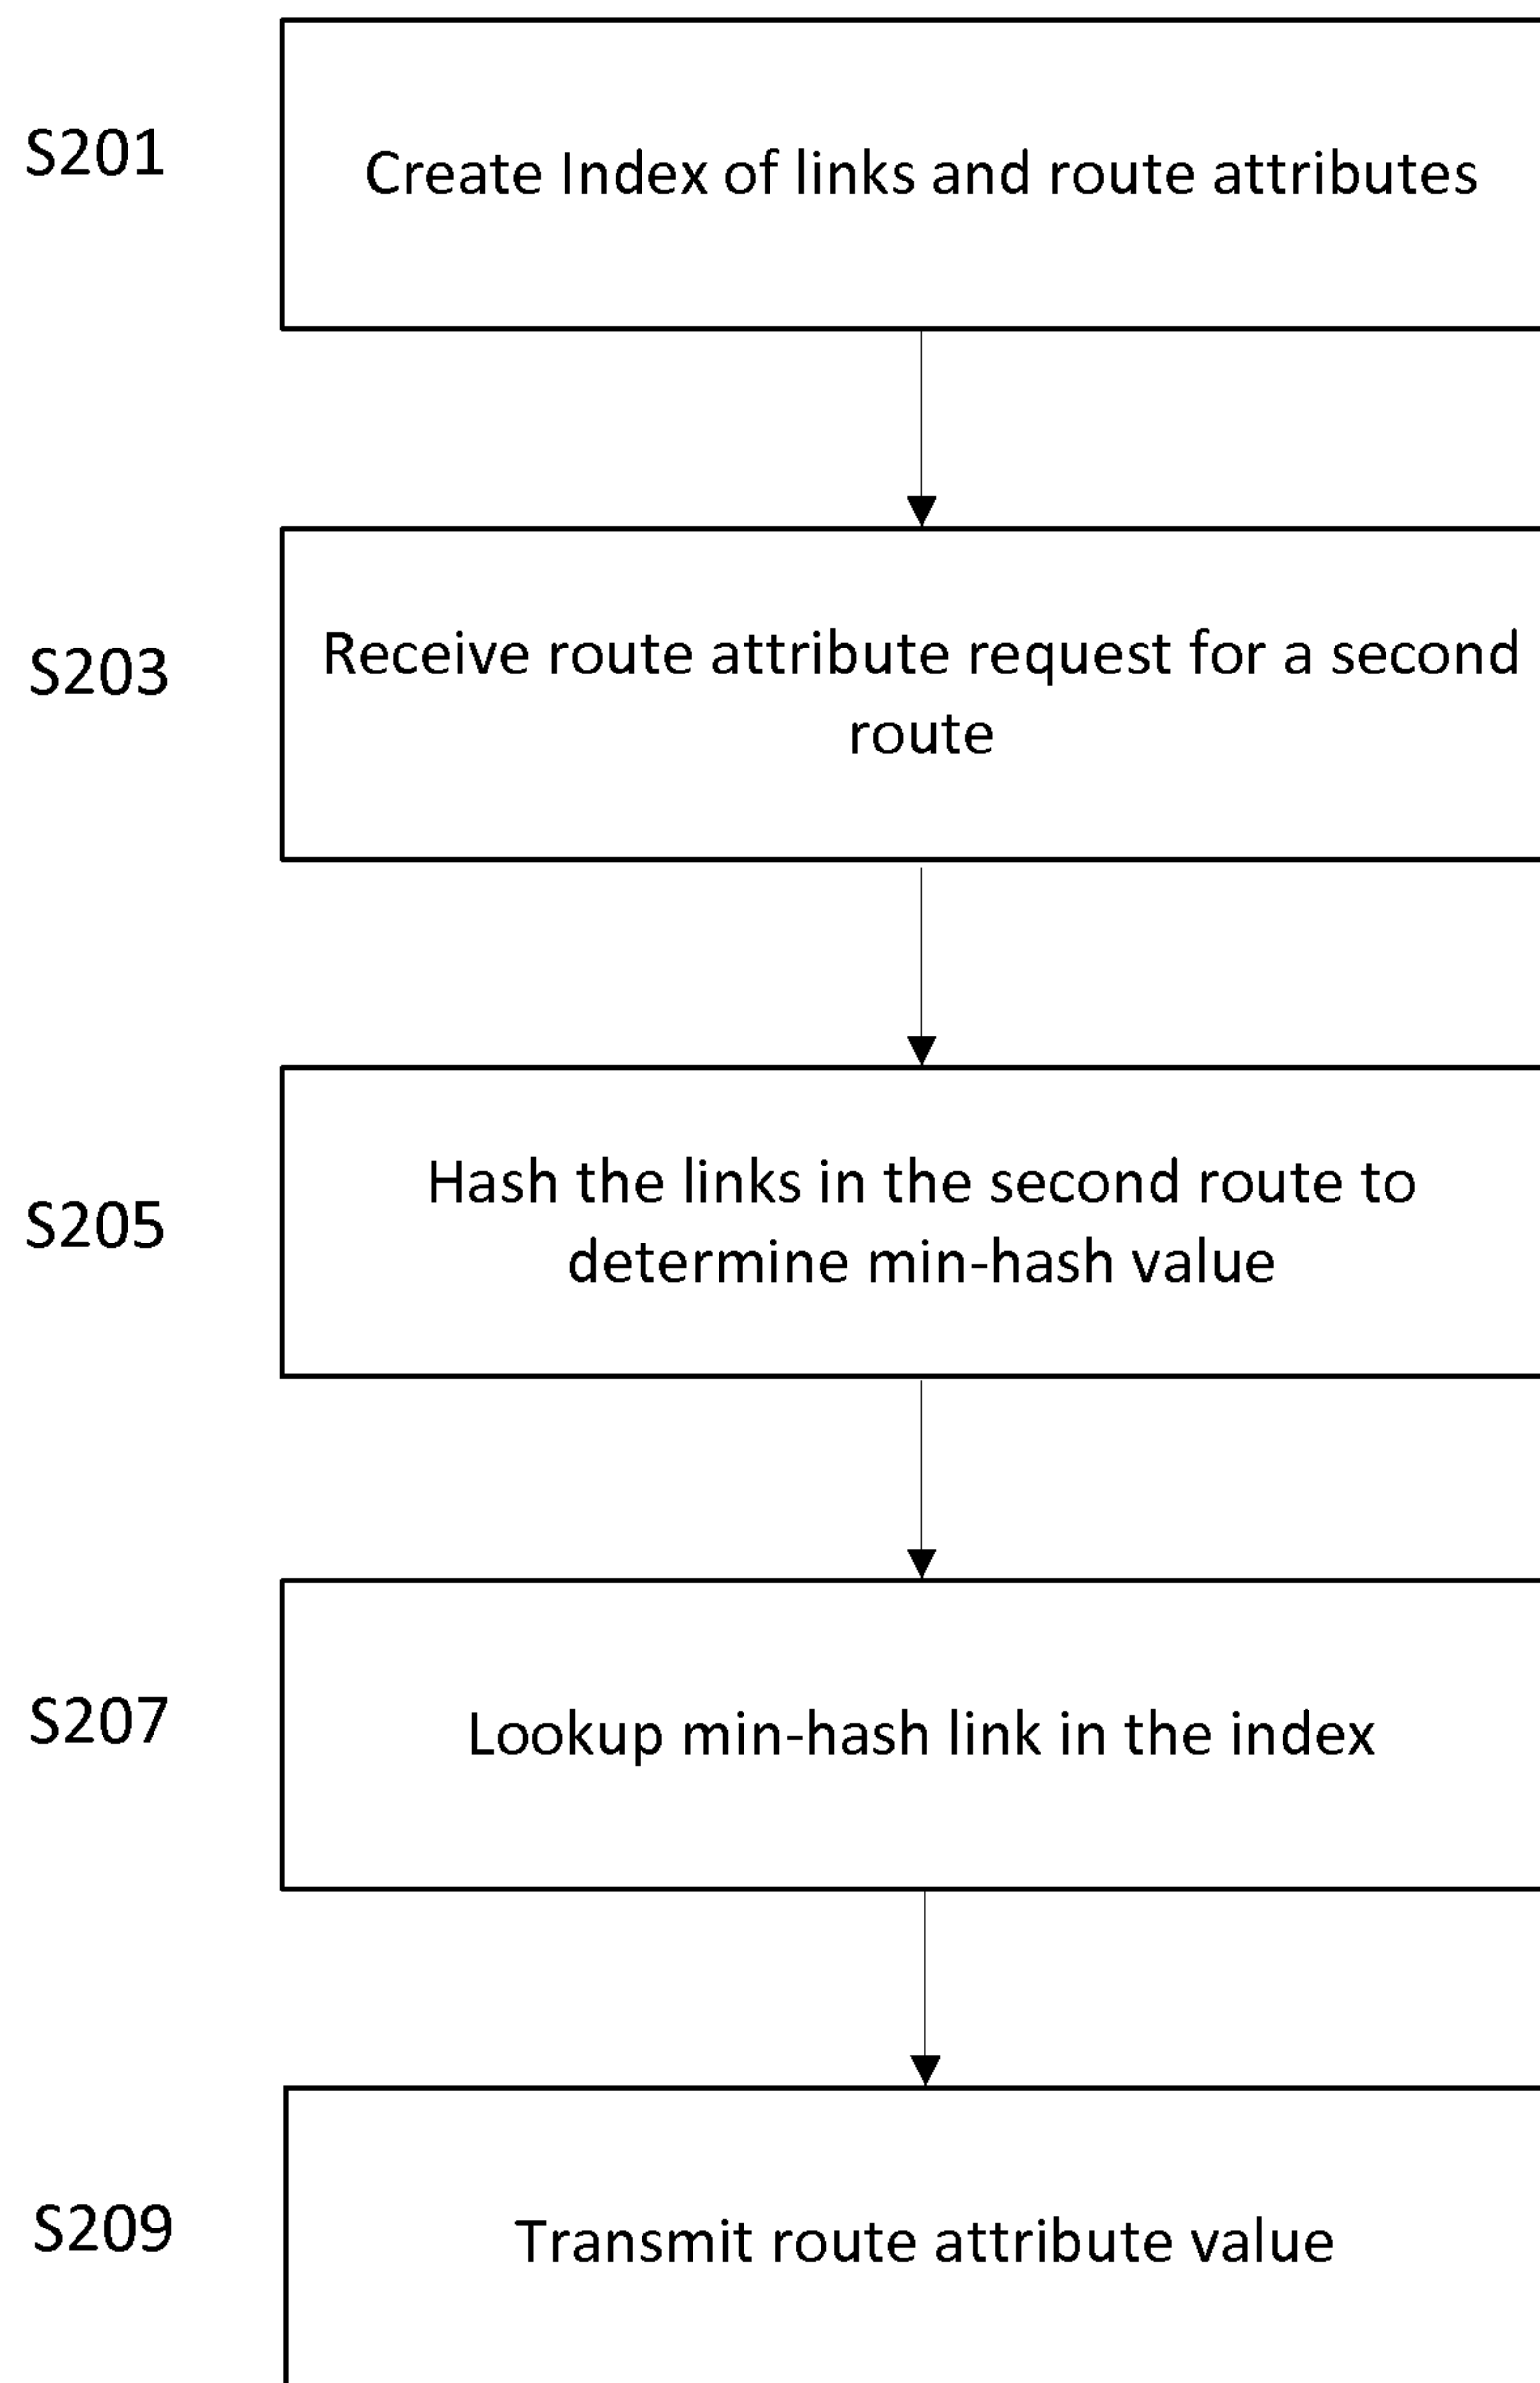 S201
Create Index of links and route attributes
S203
Receive route attribute request for a second
route
S205
Hash the links in the second route to
determine min-hash value
S207
Lookup min-hash link in the index
S209
Transmit route attribute value